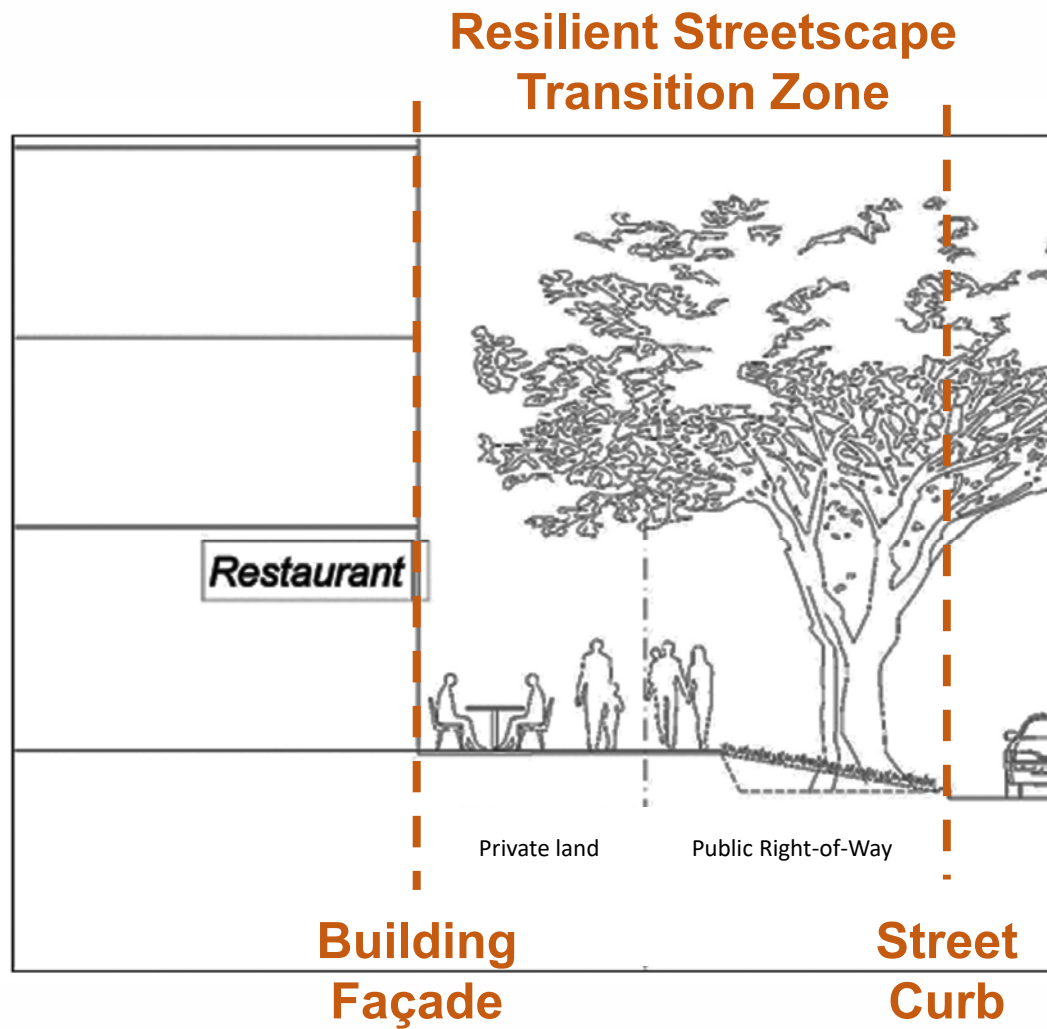 Resilient Streetscape
Transition Zone
Restaurant
Private land
Public Right-of-Way
Building
Façade
Street
Curb